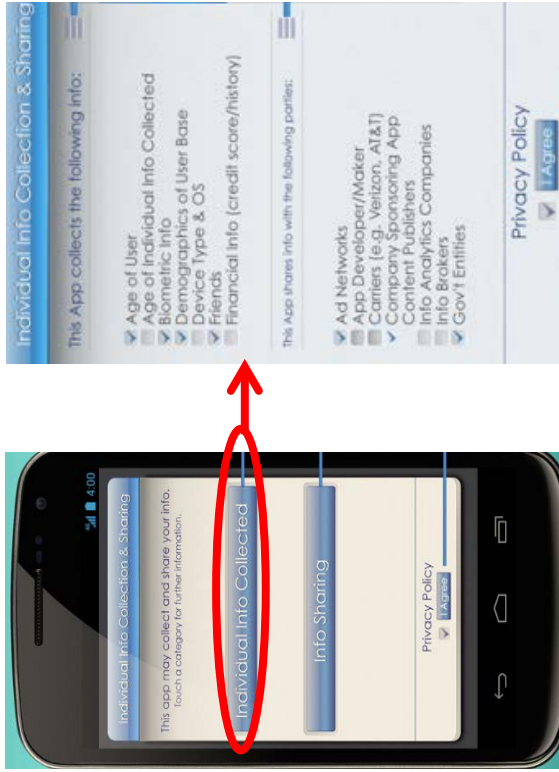 Individual Info Collection & Sharing
This App collects the following info:
Age of User
Age of Individual Info Collected
Biometric Info
Demographics of User Base
Device Type & OS
Friends
Financial Info (credit score/history)
This App shares info with the following parties:
Ad Networks
App Developer/Maker
Carriers (e.g. Verizon, AT&T)
Company Sponsoring App
Content Publishers
Info Analytics Companies
Info Brokers
Gov't Entities
Privacy Policy
I Agree
4:00
Individual Info Collection & Sharing
This app may collect and share your info.
Touch a category for further information.
Individual Info Collected
Info Sharing
Privacy Policy
I Agree